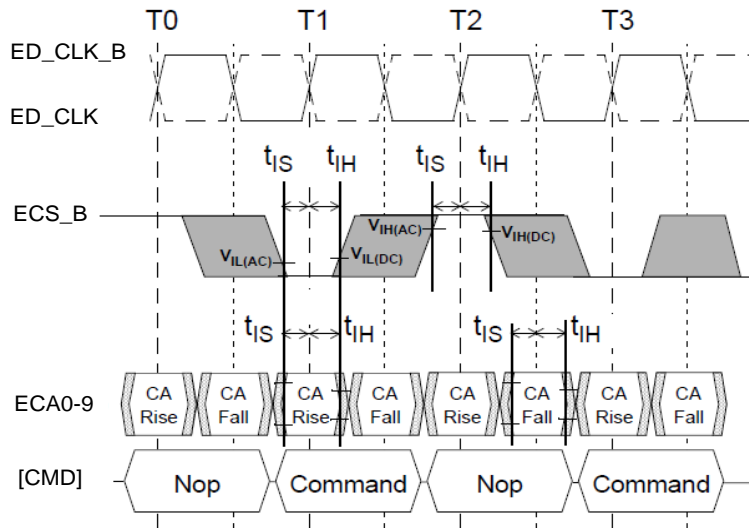 T0 T1 T2 T3
ED_CLK_B
ED_CLK
tIS tIH tIS tIH
ECS_B
VIL(AC) VIL(DC) VIH(AC) VIH(DC)
tIS tIH tIS tIH
ECA0-9
CA Rise CA Fall CA Rise CA Fall CA Rise CA Fall CA Rise CA Fall
[CMD] Nop Command Nop Command